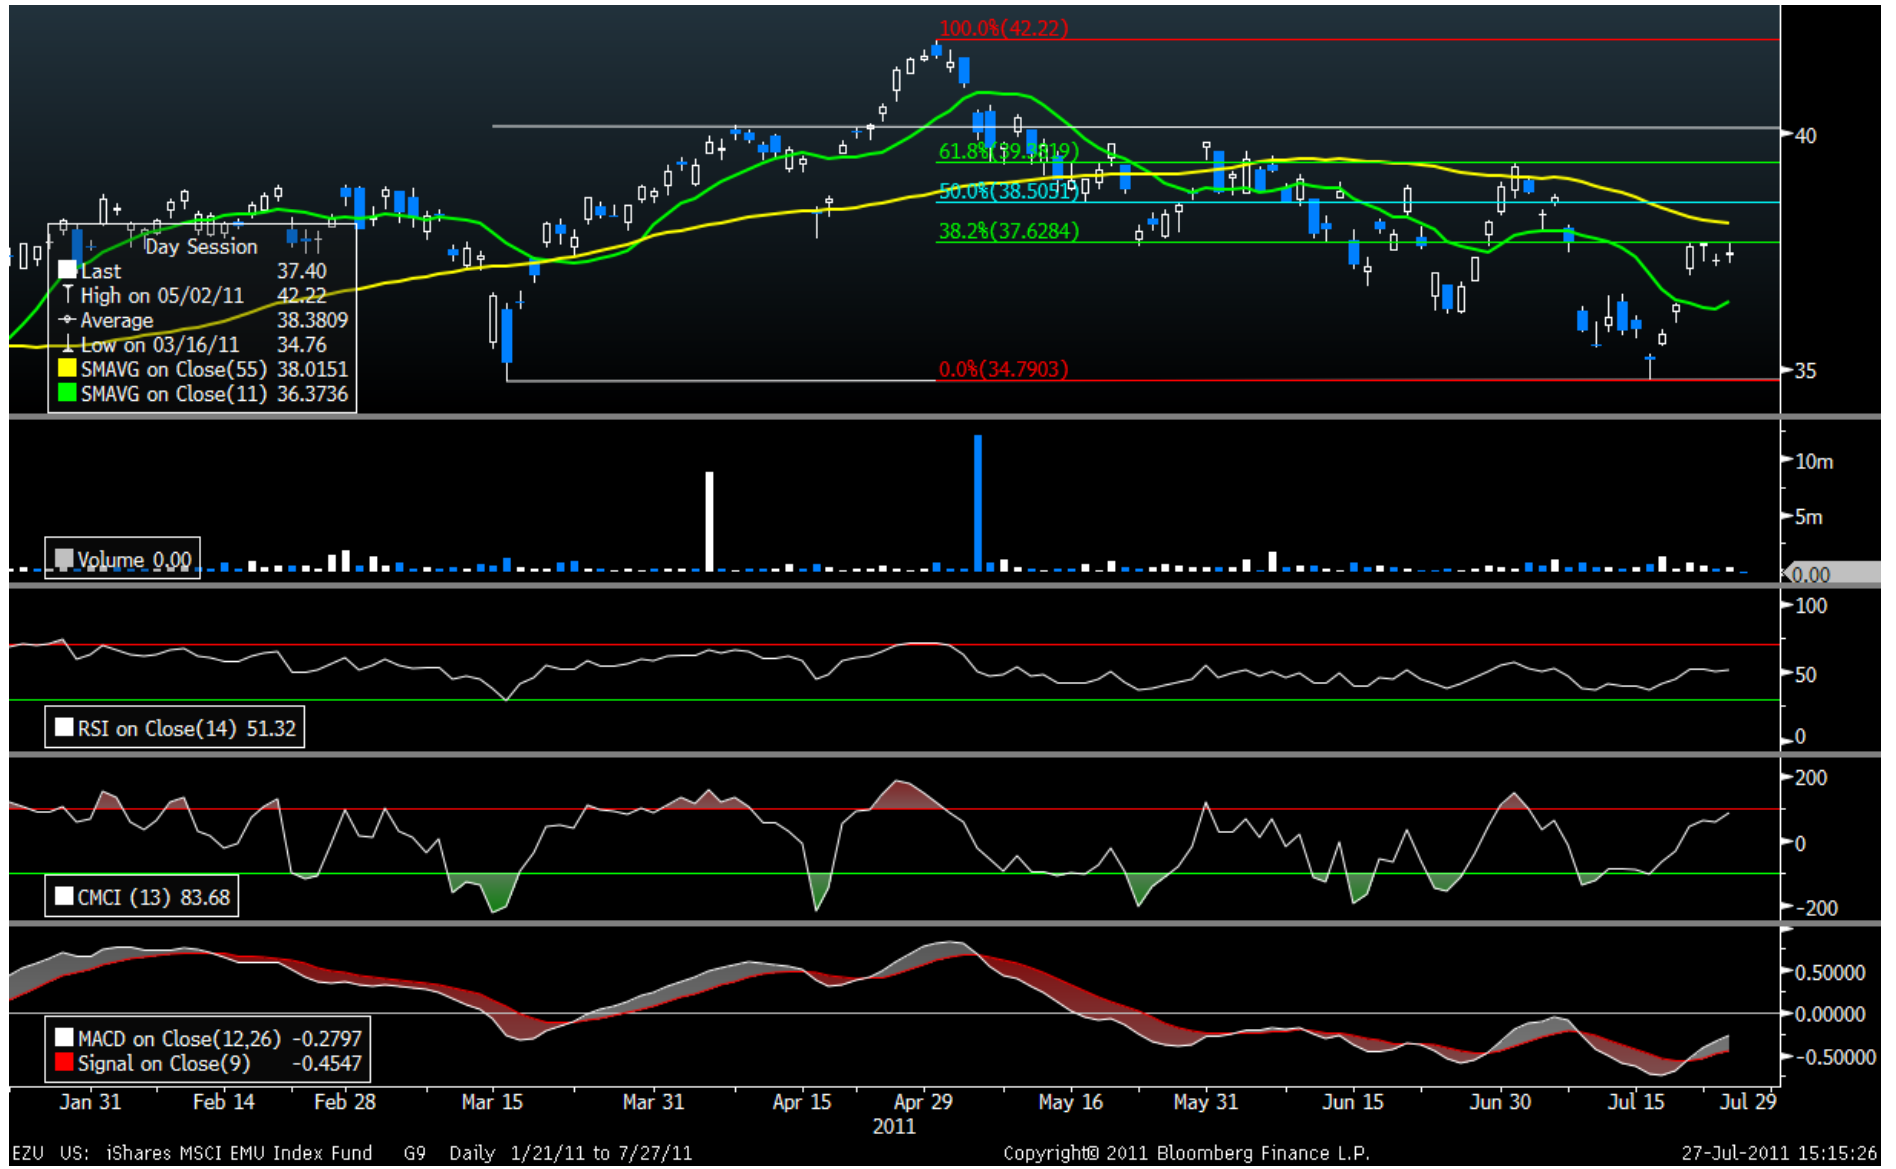 100.0%(42.22)
40
61.8%(39.3819)
50.0%(38.5051)
38.2%(37.6284)
0.0%(34.7903)
35
Day Session
Last 37.40
High on 05/02/11 42.22
Average 38.3809
Low on 03/16/11 34.76
SMAVG on Close(55) 38.0151
SMAVG on Close(11) 36.3736
10m
5m
0.00
Volume 0.00
100
50
0
RSI on Close(14) 51.32
200
0
-200
CMCI (13) 83.68
0.50000
0.00000
-0.50000
MACD on Close(12,26) -0.2797
Signal on Close(9) -0.4547
Jan 31 Feb 14 Feb 28 Mar 15 Mar 31 Apr 15 Apr 29 May 16 May 31 Jun 15 Jun 30 Jul 15 Jul 29
2011
EZU US: iShares MSCI EMU Index Fund G9 Daily 1/21/11 to 7/27/11 Copyright© 2011 Bloomberg Finance L.P. 27-Jul-2011 15:15:26